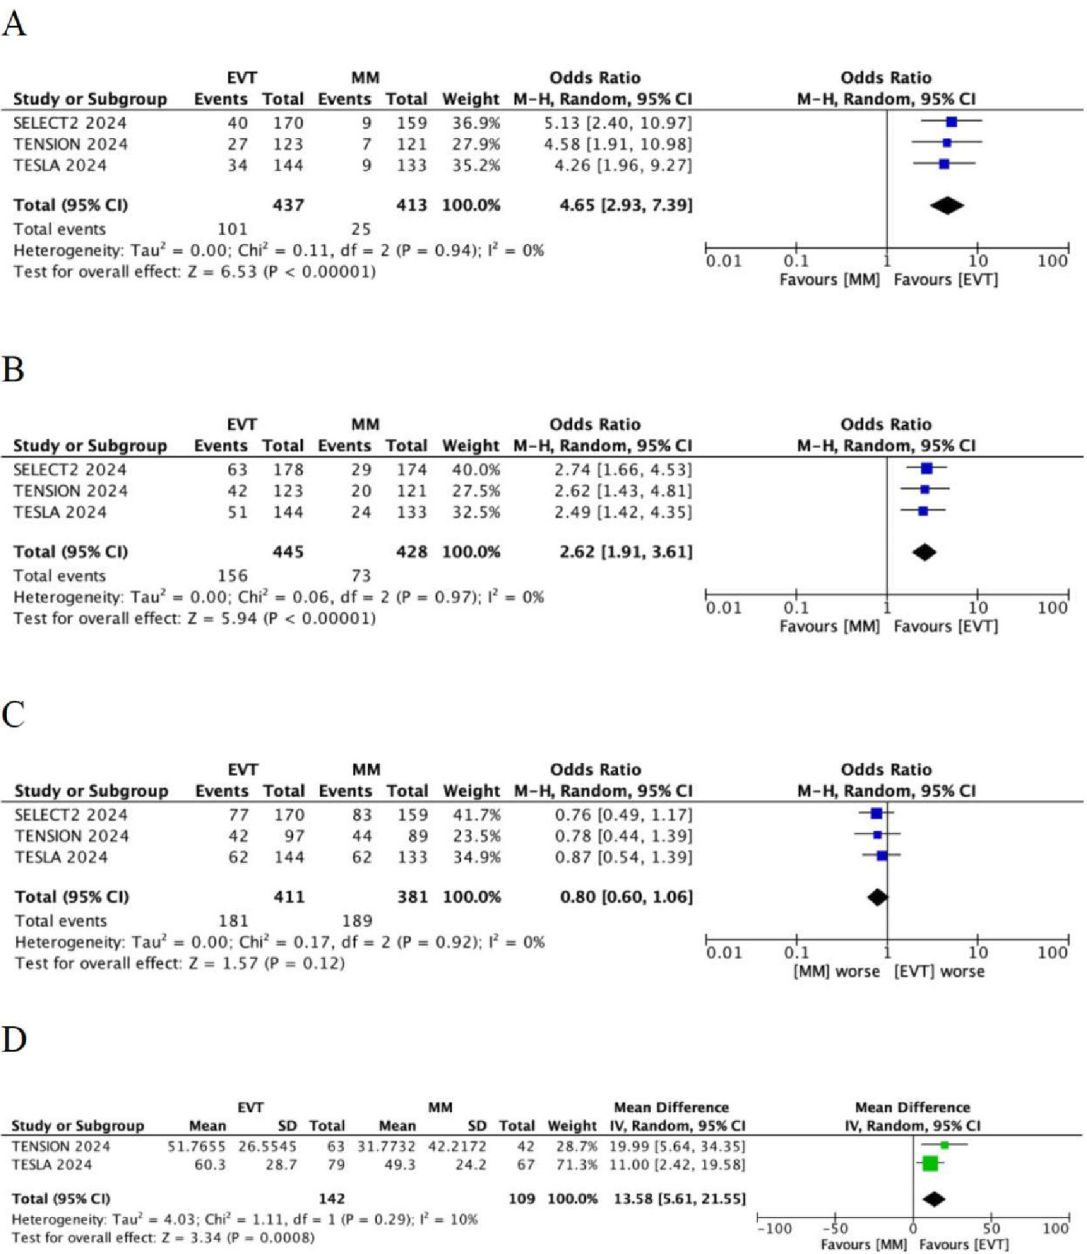 A
EVT MM Odds Ratio Odds Ratio
Study or Subgroup Events Total Events Total Weight M-H, Random, 95% CI M-H, Random, 95% CI
SELECT2 2024 40 170 9 159 36.9% 5.13 [2.40, 10.97]
TENSION 2024 27 123 7 121 27.9% 4.58 [1.91, 10.98]
TESLA 2024 34 144 9 133 35.2% 4.26 [1.96, 9.27]
Total (95% CI) 437 413 100.0% 4.65 [2.93, 7.39]
Total events 101 25
Heterogeneity: Tau² = 0.00; Chi² = 0.11, df = 2 (P = 0.94); I² = 0%
Test for overall effect: Z = 6.53 (P < 0.00001)
0.01 0.1 1 10 100
Favours [MM] Favours [EVT]
B
EVT MM Odds Ratio Odds Ratio
Study or Subgroup Events Total Events Total Weight M-H, Random, 95% CI M-H, Random, 95% CI
SELECT2 2024 63 178 29 174 40.0% 2.74 [1.66, 4.53]
TENSION 2024 42 123 20 121 27.5% 2.62 [1.43, 4.81]
TESLA 2024 51 144 24 133 32.5% 2.49 [1.42, 4.35]
Total (95% CI) 445 428 100.0% 2.62 [1.91, 3.61]
Total events 156 73
Heterogeneity: Tau² = 0.00; Chi² = 0.06, df = 2 (P = 0.97); I² = 0%
Test for overall effect: Z = 5.94 (P < 0.00001)
0.01 0.1 1 10 100
Favours [MM] Favours [EVT]
C
EVT MM Odds Ratio Odds Ratio
Study or Subgroup Events Total Events Total Weight M-H, Random, 95% CI M-H, Random, 95% CI
SELECT2 2024 77 170 83 159 41.7% 0.76 [0.49, 1.17]
TENSION 2024 42 97 44 89 23.5% 0.78 [0.44, 1.39]
TESLA 2024 62 144 62 133 34.9% 0.87 [0.54, 1.39]
Total (95% CI) 411 381 100.0% 0.80 [0.60, 1.06]
Total events 181 189
Heterogeneity: Tau² = 0.00; Chi² = 0.17, df = 2 (P = 0.92); I² = 0%
Test for overall effect: Z = 1.57 (P = 0.12)
0.01 0.1 1 10 100
[MM] worse [EVT] worse
D
EVT MM Mean Difference Mean Difference
Study or Subgroup Mean SD Total Mean SD Total Weight IV, Random, 95% CI IV, Random, 95% CI
TENSION 2024 51.7655 26.5545 63 31.7732 42.2172 42 28.7% 19.99 [5.64, 34.35]
TESLA 2024 60.3 28.7 79 49.3 24.2 67 71.3% 11.00 [2.42, 19.58]
Total (95% CI) 142 109 100.0% 13.58 [5.61, 21.55]
Heterogeneity: Tau² = 4.03; Chi² = 1.11, df = 1 (P = 0.29); I² = 10%
Test for overall effect: Z = 3.34 (P = 0.0008)
-100 -50 0 50 100
Favours [MM] Favours [EVT]